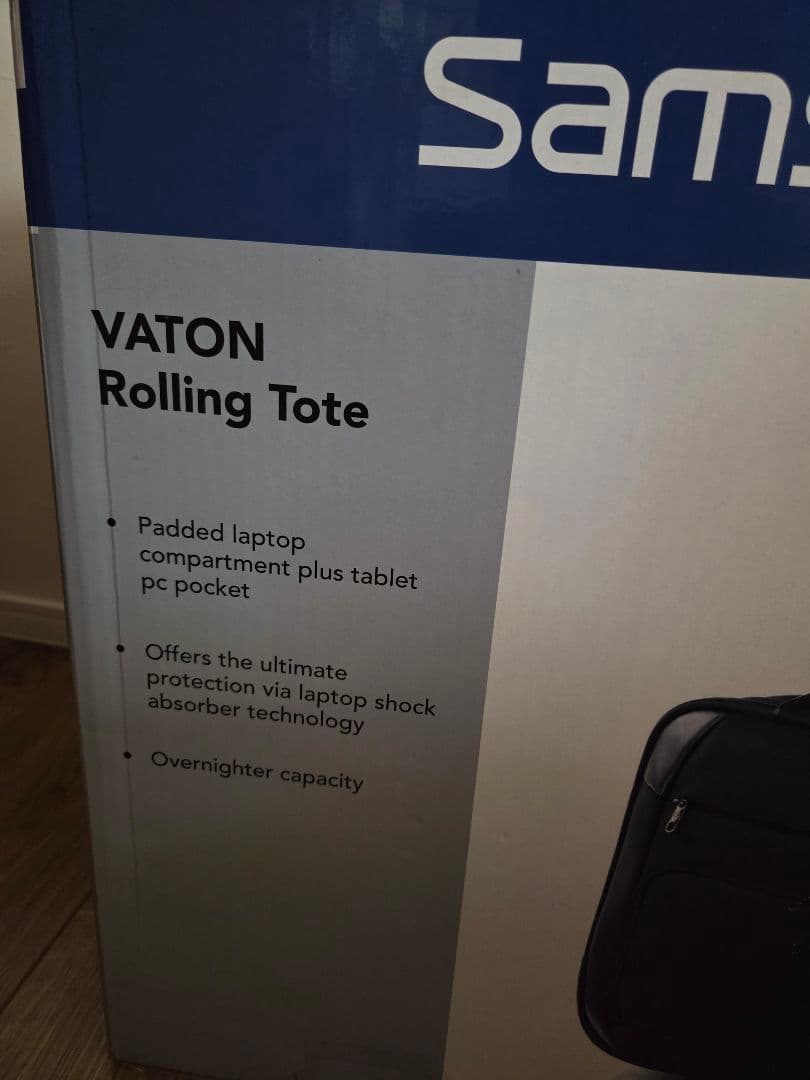 Sams
VATON
Rolling Tote
• Padded laptop
compartment plus tablet
pc pocket
• Offers the ultimate
protection via laptop shock
absorber technology
• Overnighter capacity